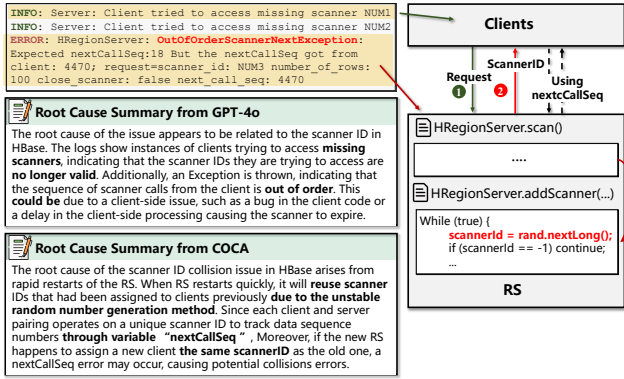 INFO: Server: Client tried to access missing scanner NUM1
INFO: Server: Client tried to access missing scanner NUM2
ERROR: HRegionServer: OutOfOrderScannerNextException:
Expected nextCallSeq:18 But the nextCallSeq got from
client: 4470; request=scanner_id: NUM3 number_of_rows:
100 close_scanner: false next_call_seq: 4470
Root Cause Summary from GPT-4o
The root cause of the issue appears to be related to the scanner ID in
HBase. The logs show instances of clients trying to access missing
scanners, indicating that the scanner IDs they are trying to access are
no longer valid. Additionally, an Exception is thrown, indicating that
the sequence of scanner calls from the client is out of order. This
could be due to a client-side issue, such as a bug in the client code or
a delay in the client-side processing causing the scanner to expire.
Root Cause Summary from COCA
The root cause of the scanner ID collision issue in HBase arises from
rapid restarts of the RS. When RS restarts quickly, it will reuse scanner
IDs that had been assigned to clients previously due to the unstable
random number generation method. Since each client and server
pairing operates on a unique scanner ID to track data sequence
numbers through variable “nextCallSeq ”, Moreover, if the new RS
happens to assign a new client the same scannerID as the old one, a
nextCallSeq error may occur, causing potential collisions errors.
Clients
ScannerID
Request
1
2
Using
nextcCallSeq
HRegionServer.scan()
....
HRegionServer.addScanner(...)
While (true) {
scannerId = rand.nextLong();
if (scannerId == -1) continue;
...
RS